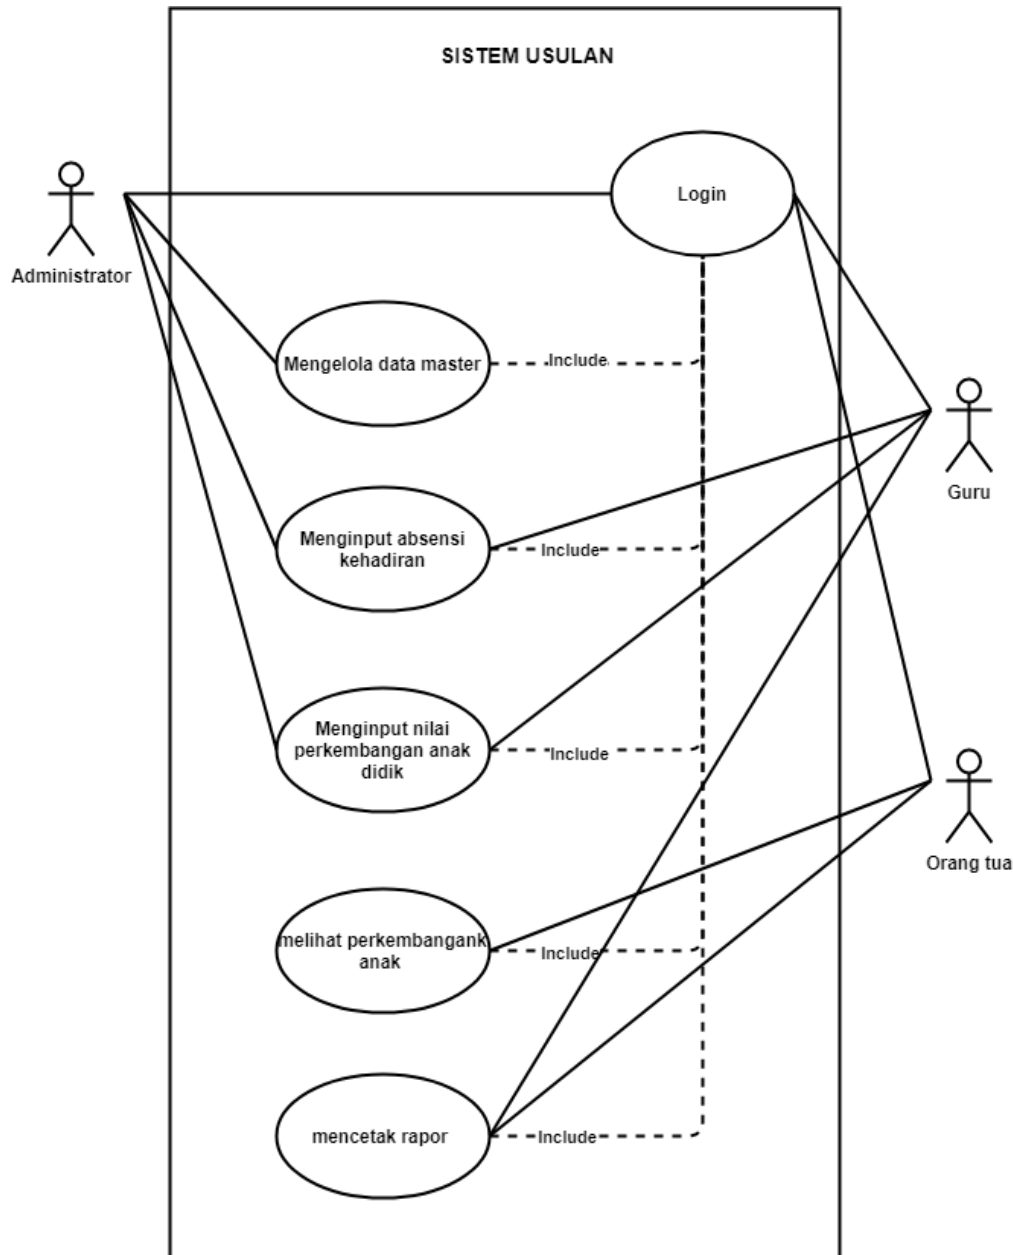 SISTEM USULAN
Login
Administrator
Mengelola data master
Include
Guru
Menginput absensi
kehadiran
Include
Menginput nilai
perkembangan anak
didik
Include
Orang tua
melihat perkembangank
anak
Include
mencetak rapor
Include